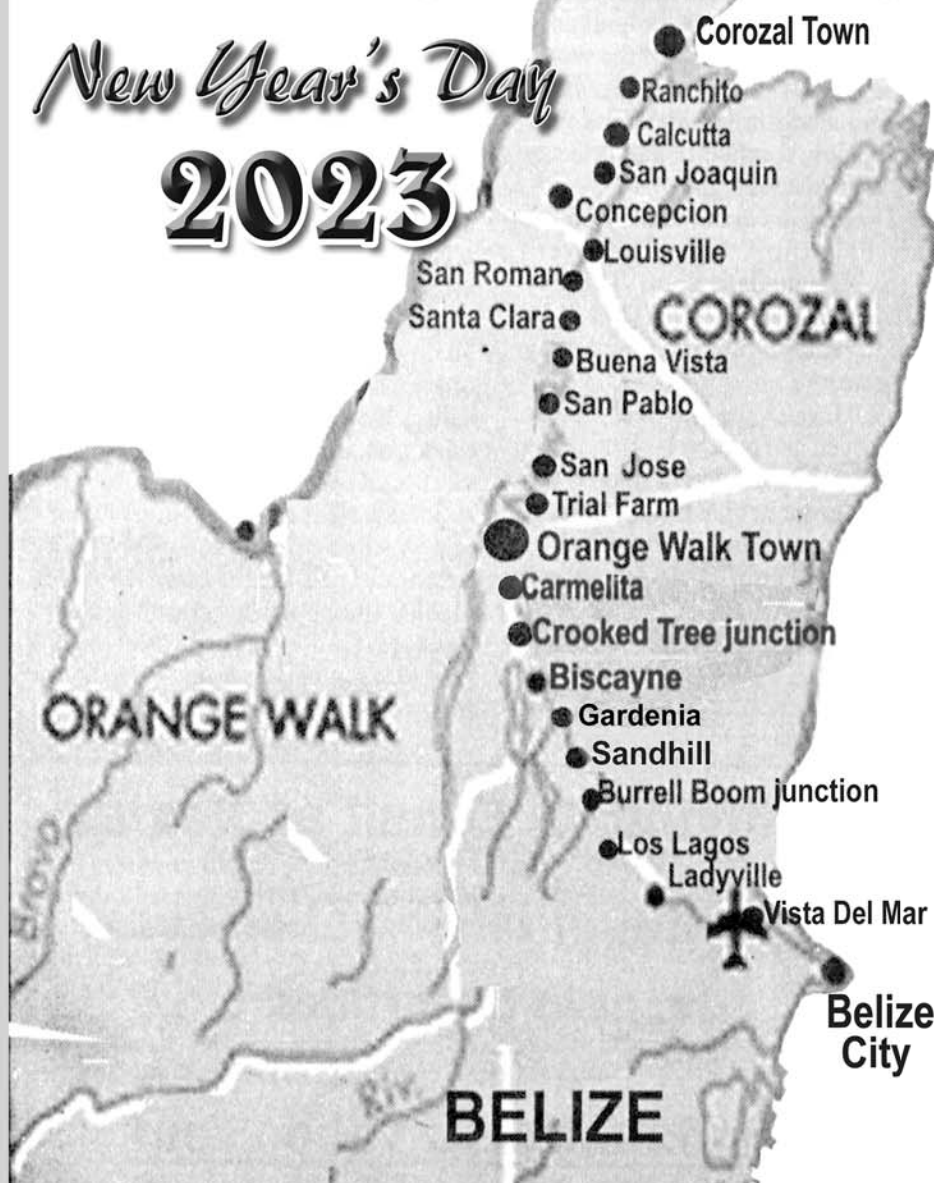 New Year's Day
2023
Corozal Town
Ranchito
Calcutta
San Joaquin
Concepcion
Louisville
San Roman
COROZAL
Santa Clara
Buena Vista
San Pablo
San Jose
Trial Farm
Orange Walk Town
Carmelita
Crooked Tree junction
Biscayne
ORANGE WALK
Gardenia
Sandhill
Burrell Boom junction
Los Lagos
Ladyville
Bravo
Vista Del Mar
Belize
City
Riv.
BELIZE